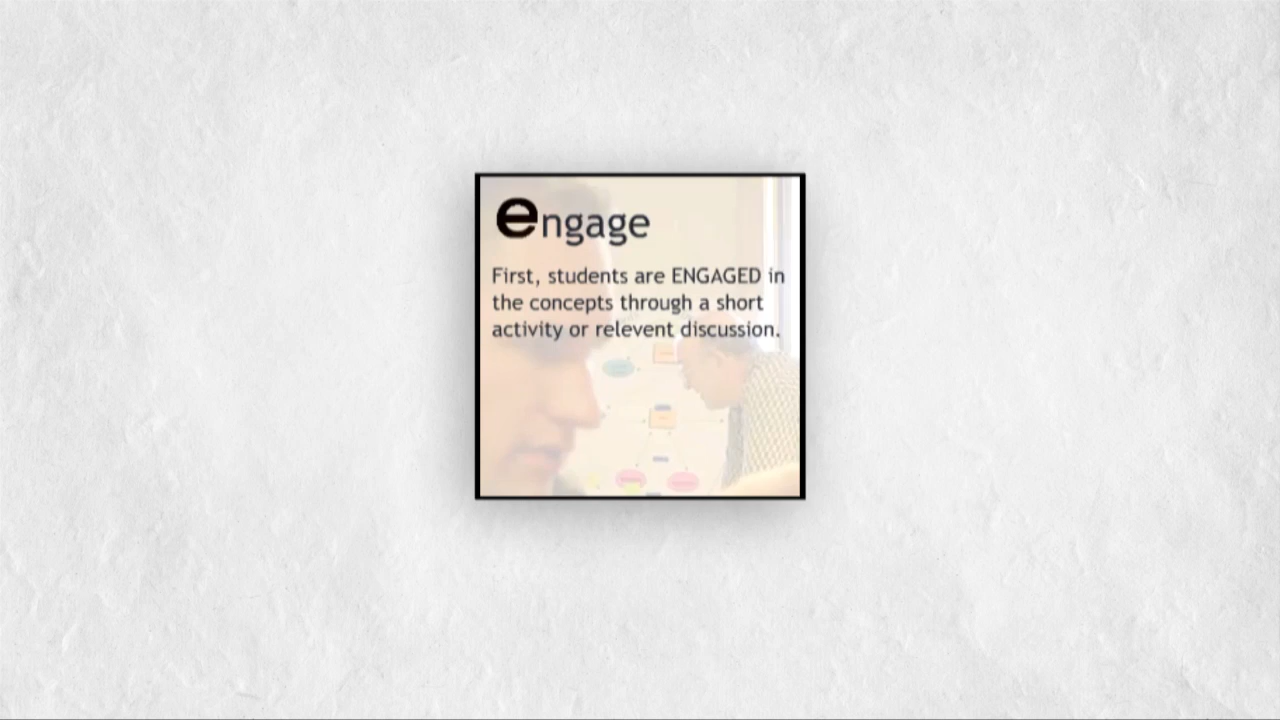 engage
First, students are ENGAGED in
the concepts through a short
activity or relevent discussion.